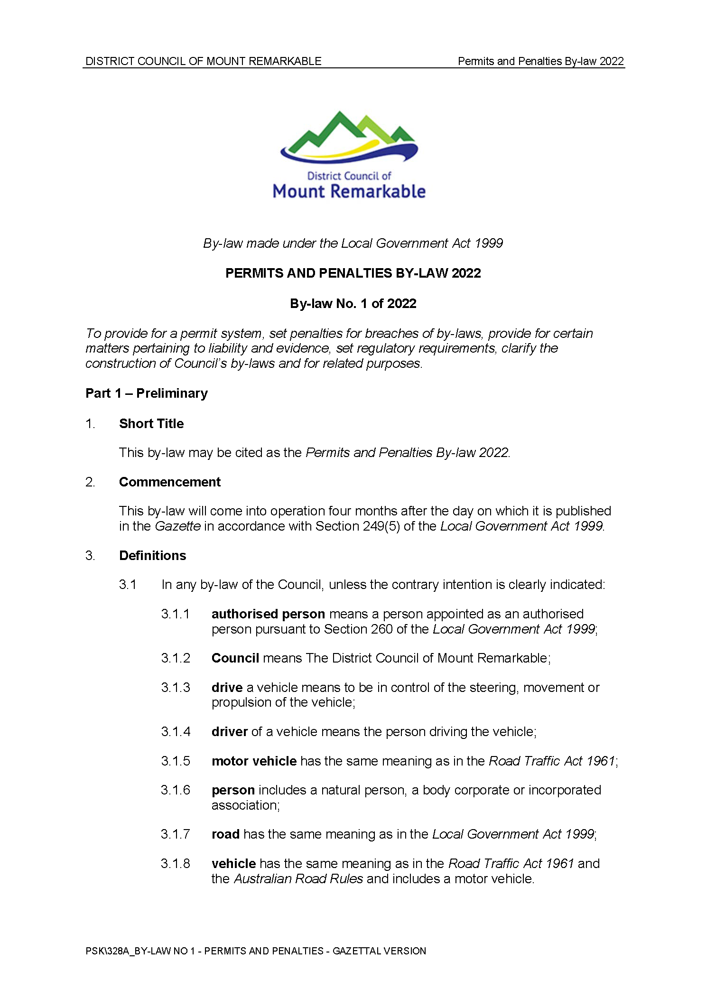 DISTRICT COUNCIL OF MOUNT REMARKABLE Permits and Penalties By-law 2022
District Council of
Mount Remarkable
By-law made under the Local Government Act 1999
PERMITS AND PENALTIES BY-LAW 2022
By-law No. 1 of 2022
To provide for a permit system, set penalties for breaches of by-laws, provide for certain
matters pertaining to liability and evidence, set regulatory requirements, clarify the
construction of Council's by-laws and for related purposes.
Part 1 – Preliminary
1. Short Title
This by-law may be cited as the Permits and Penalties By-law 2022.
2. Commencement
This by-law will come into operation four months after the day on which it is published
in the Gazette in accordance with Section 249(5) of the Local Government Act 1999.
3. Definitions
3.1 In any by-law of the Council, unless the contrary intention is clearly indicated:
3.1.1 authorised person means a person appointed as an authorised
person pursuant to Section 260 of the Local Government Act 1999;
3.1.2 Council means The District Council of Mount Remarkable;
3.1.3 drive a vehicle means to be in control of the steering, movement or
propulsion of the vehicle;
3.1.4 driver of a vehicle means the person driving the vehicle;
3.1.5 motor vehicle has the same meaning as in the Road Traffic Act 1961;
3.1.6 person includes a natural person, a body corporate or incorporated
association;
3.1.7 road has the same meaning as in the Local Government Act 1999;
3.1.8 vehicle has the same meaning as in the Road Traffic Act 1961 and
the Australian Road Rules and includes a motor vehicle.
PSK\328A_BY-LAW NO 1 - PERMITS AND PENALTIES - GAZETTAL VERSION